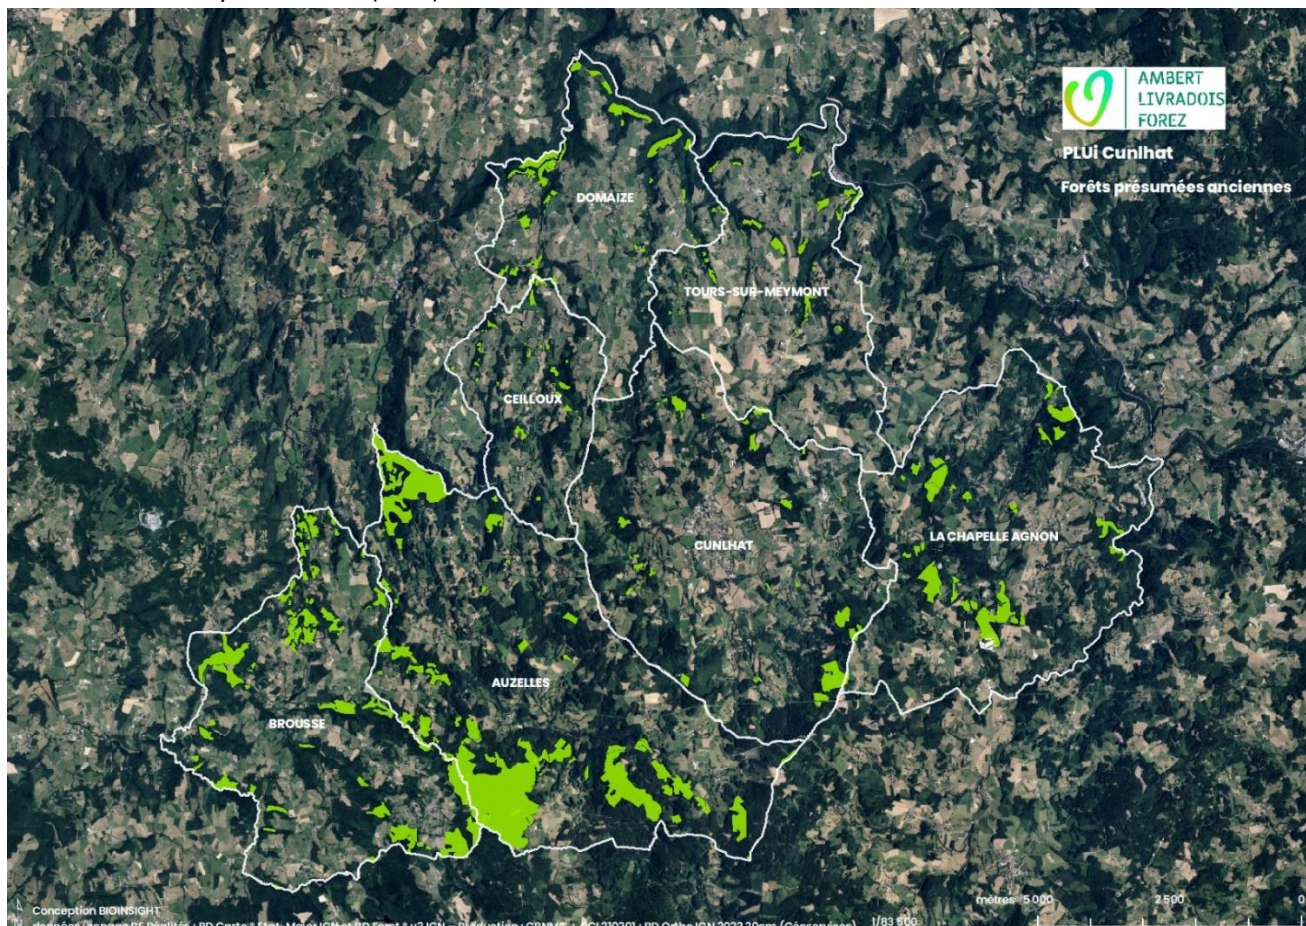 AMBERT
LIVRADOIS
FOREZ
PLUi Cunlhat
Forêts présumées anciennes
DOMAIZE
TOURS-SUR-MEYMONT
CEILLOUX
CUNLHAT
LA CHAPELLE AGNON
AUZELLES
BROUSSE
mètres 5 000 2 500 0
Conception BIOINSIGHT
1/83 500